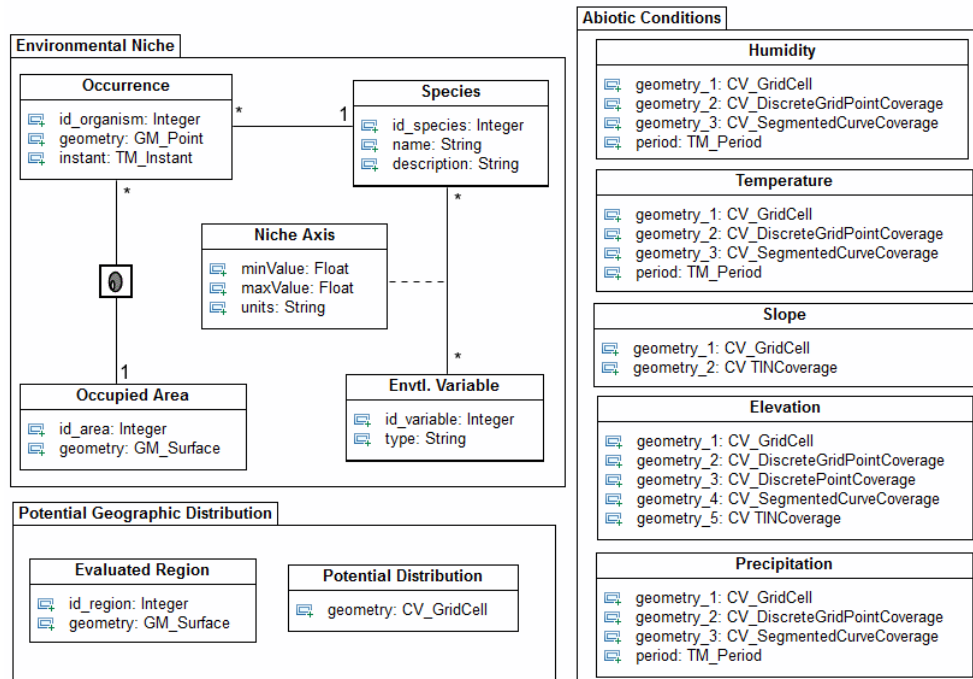 Environmental Niche
Occurrence
id_organism: Integer
geometry: GM_Point
instant: TM_Instant
*
1
Species
id_species: Integer
name: String
description: String
*
*
Niche Axis
minValue: Float
maxValue: Float
units: String
1
*
Occupied Area
id_area: Integer
geometry: GM_Surface
Envtl. Variable
id_variable: Integer
type: String
Potential Geographic Distribution
Evaluated Region
id_region: Integer
geometry: GM_Surface
Potential Distribution
geometry: CV_GridCell
Abiotic Conditions
Humidity
geometry_1: CV_GridCell
geometry_2: CV_DiscreteGridPointCoverage
geometry_3: CV_SegmentedCurveCoverage
period: TM_Period
Temperature
geometry_1: CV_GridCell
geometry_2: CV_DiscreteGridPointCoverage
geometry_3: CV_SegmentedCurveCoverage
period: TM_Period
Slope
geometry_1: CV_GridCell
geometry_2: CV TINCoverage
Elevation
geometry_1: CV_GridCell
geometry_2: CV_DiscreteGridPointCoverage
geometry_3: CV_DiscretePointCoverage
geometry_4: CV_SegmentedCurveCoverage
geometry_5: CV TINCoverage
Precipitation
geometry_1: CV_GridCell
geometry_2: CV_DiscreteGridPointCoverage
geometry_3: CV_SegmentedCurveCoverage
period: TM_Period